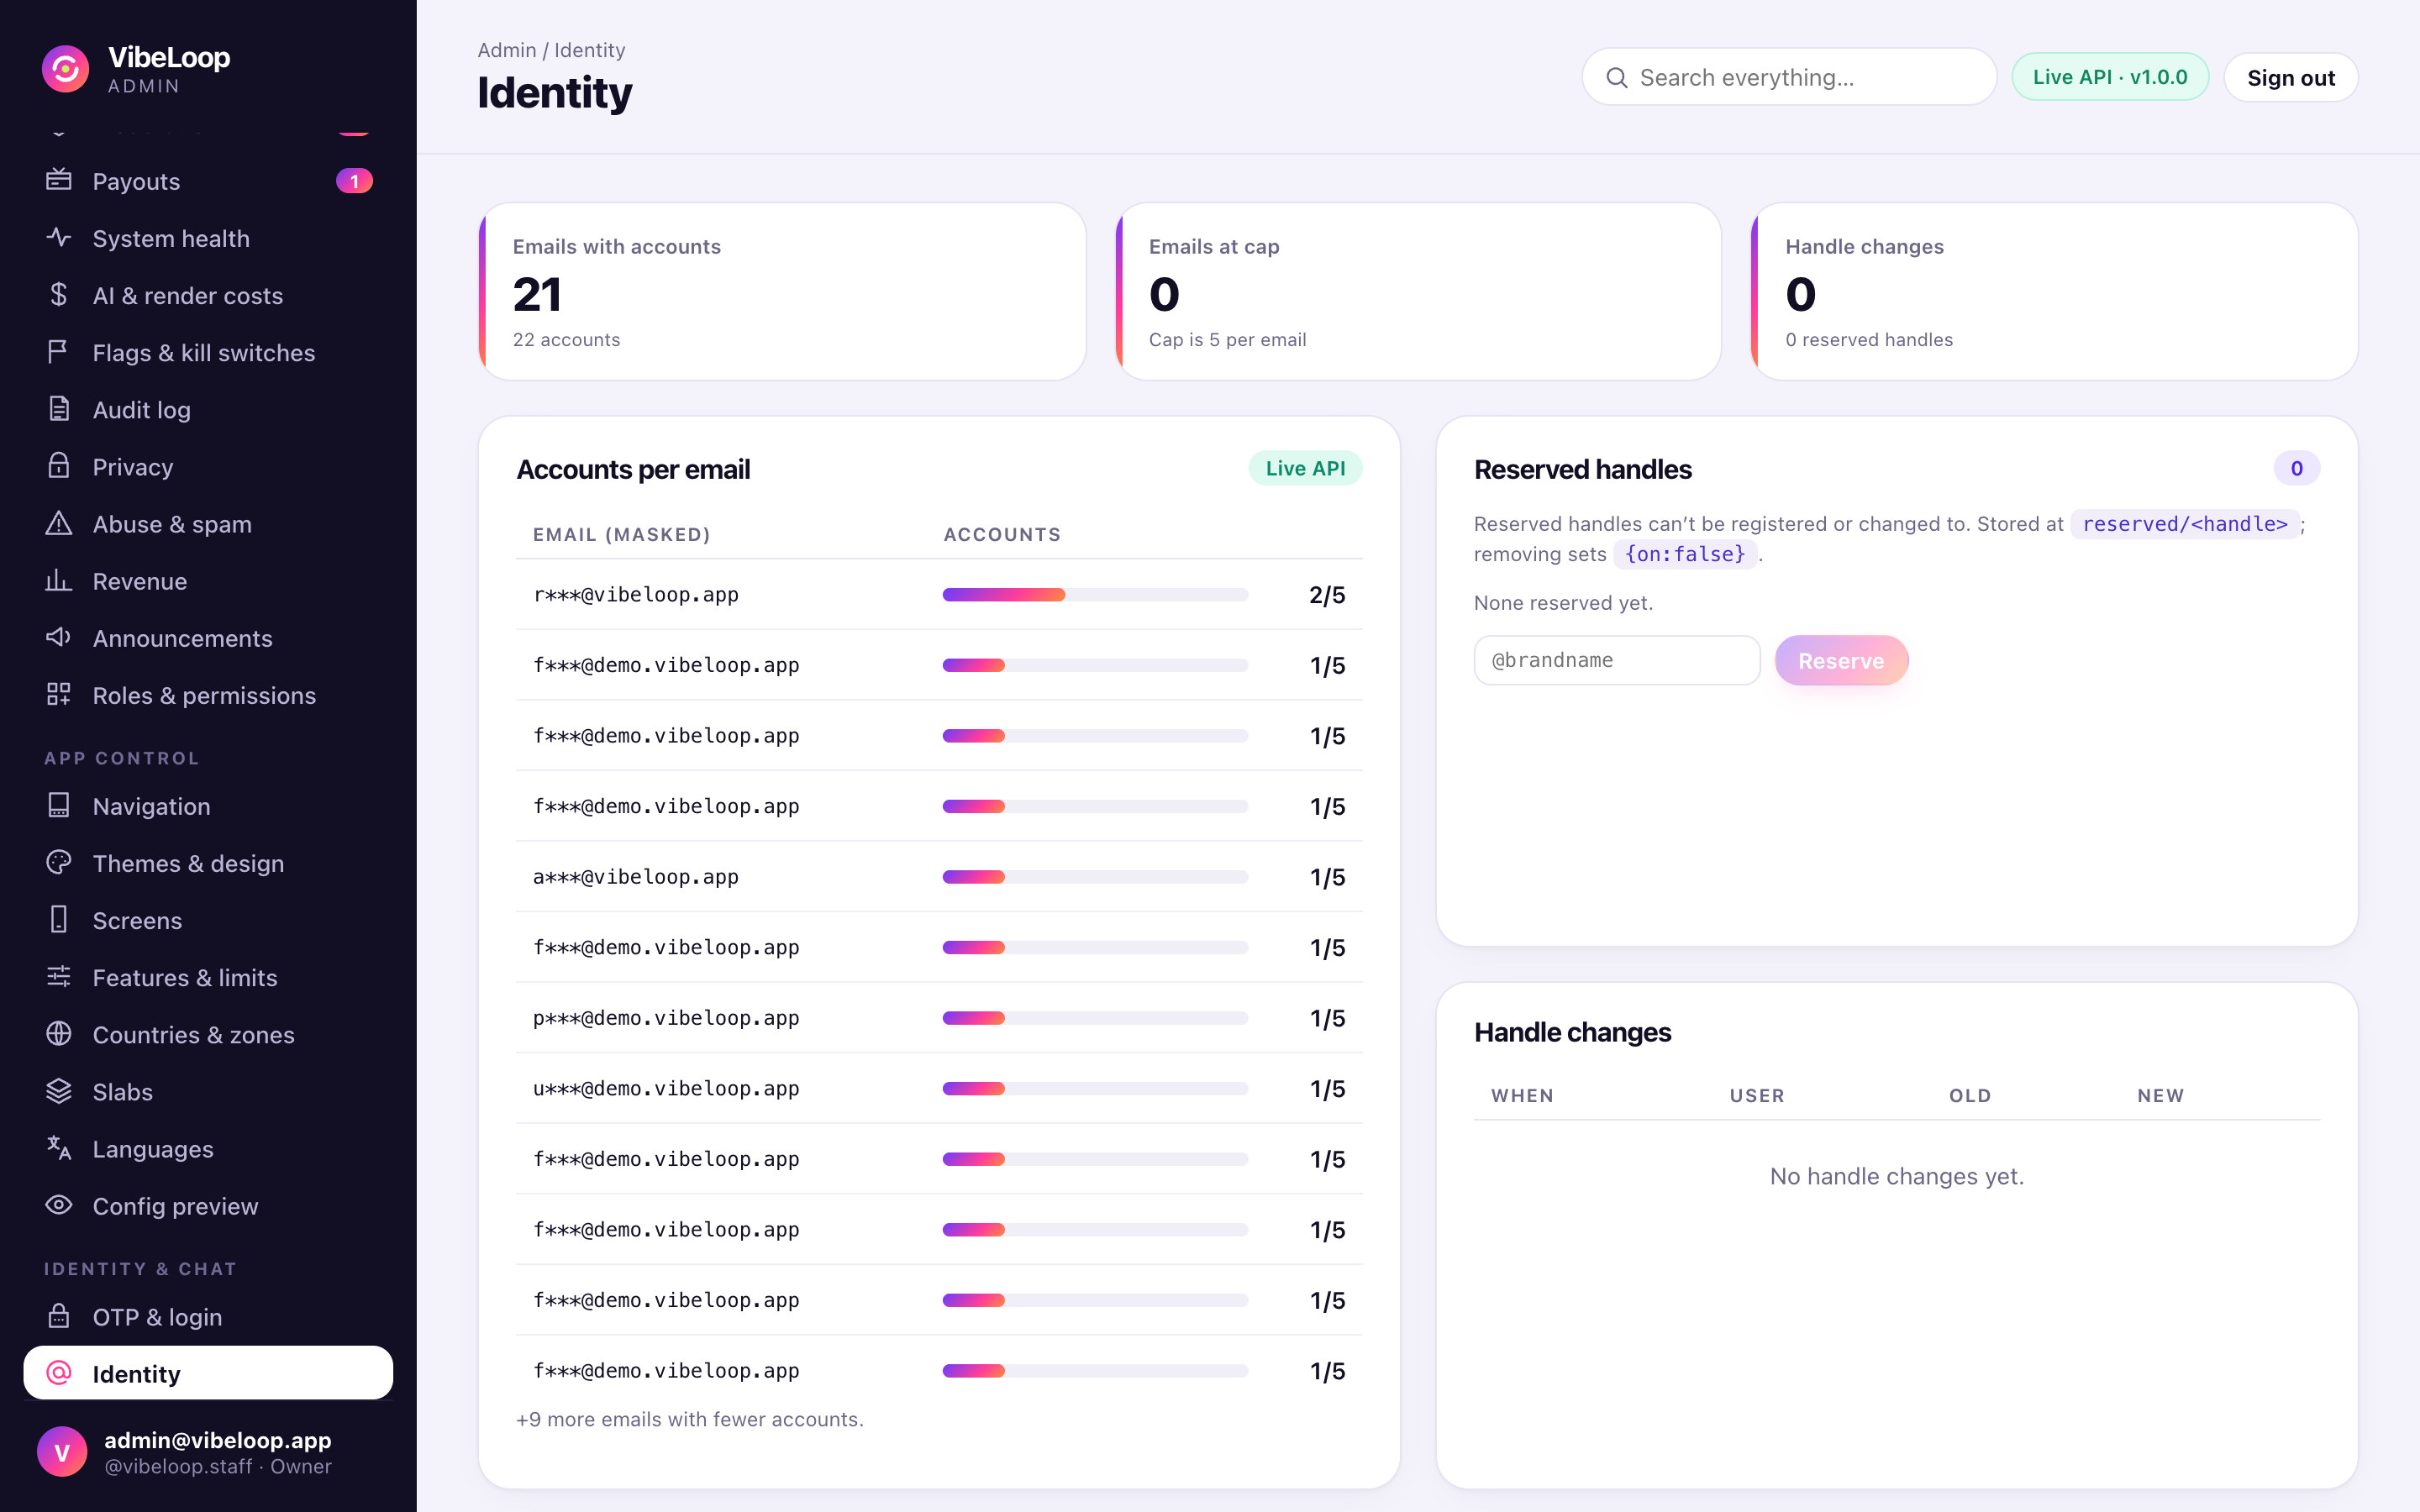 VibeLoop
ADMIN
Payouts
1
System health
AI & render costs
Flags & kill switches
Audit log
Privacy
Abuse & spam
Revenue
Announcements
Roles & permissions
APP CONTROL
Navigation
Themes & design
Screens
Features & limits
Countries & zones
Slabs
Languages
Config preview
IDENTITY & CHAT
OTP & login
Identity
V
admin@vibeloop.app
@vibeloop.staff · Owner
Admin / Identity
Identity
Search everything...
Live API · v1.0.0
Sign out
Emails with accounts
21
22 accounts
Emails at cap
0
Cap is 5 per email
Handle changes
0
0 reserved handles
Accounts per email
Live API
EMAIL (MASKED) ACCOUNTS
r***@vibeloop.app 2/5
f***@demo.vibeloop.app 1/5
f***@demo.vibeloop.app 1/5
f***@demo.vibeloop.app 1/5
a***@vibeloop.app 1/5
f***@demo.vibeloop.app 1/5
p***@demo.vibeloop.app 1/5
u***@demo.vibeloop.app 1/5
f***@demo.vibeloop.app 1/5
f***@demo.vibeloop.app 1/5
f***@demo.vibeloop.app 1/5
f***@demo.vibeloop.app 1/5
+9 more emails with fewer accounts.
Reserved handles
0
Reserved handles can’t be registered or changed to. Stored at reserved/<handle>;
removing sets {on:false}.
None reserved yet.
@brandname
Reserve
Handle changes
WHEN USER OLD NEW
No handle changes yet.